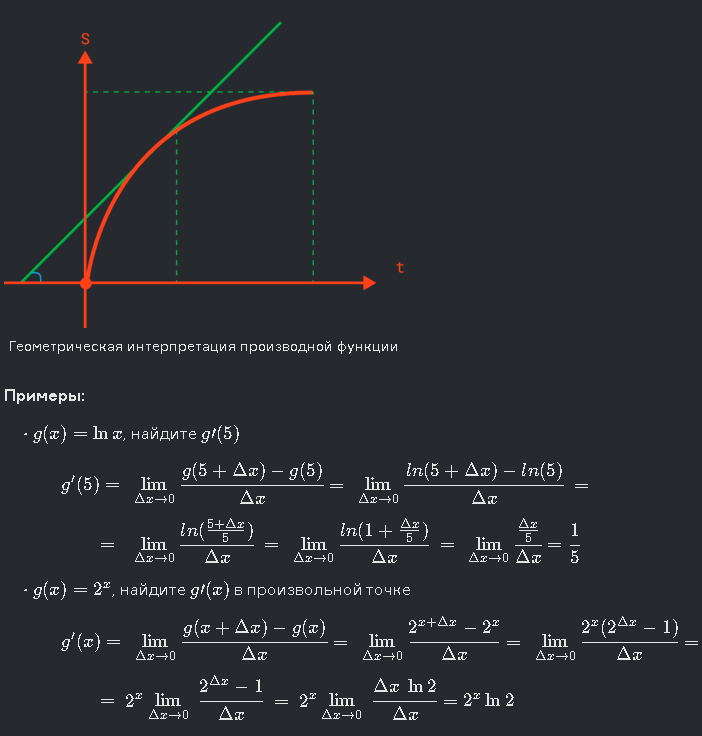 S
t
Геометрическая интерпретация производной функции
Примеры:
· g(x) = ln x, найдите g′(5)
g′(5) = lim_{Δx→0} (g(5 + Δx) − g(5))/Δx = lim_{Δx→0} (ln(5 + Δx) − ln(5))/Δx =
= lim_{Δx→0} ln((5+Δx)/5)/Δx = lim_{Δx→0} ln(1 + Δx/5)/Δx = lim_{Δx→0} (Δx/5)/Δx = 1/5
· g(x) = 2^x, найдите g′(x) в произвольной точке
g′(x) = lim_{Δx→0} (g(x + Δx) − g(x))/Δx = lim_{Δx→0} (2^{x+Δx} − 2^x)/Δx = lim_{Δx→0} (2^x(2^{Δx} − 1))/Δx =
= 2^x lim_{Δx→0} (2^{Δx} − 1)/Δx = 2^x lim_{Δx→0} (Δx ln 2)/Δx = 2^x ln 2